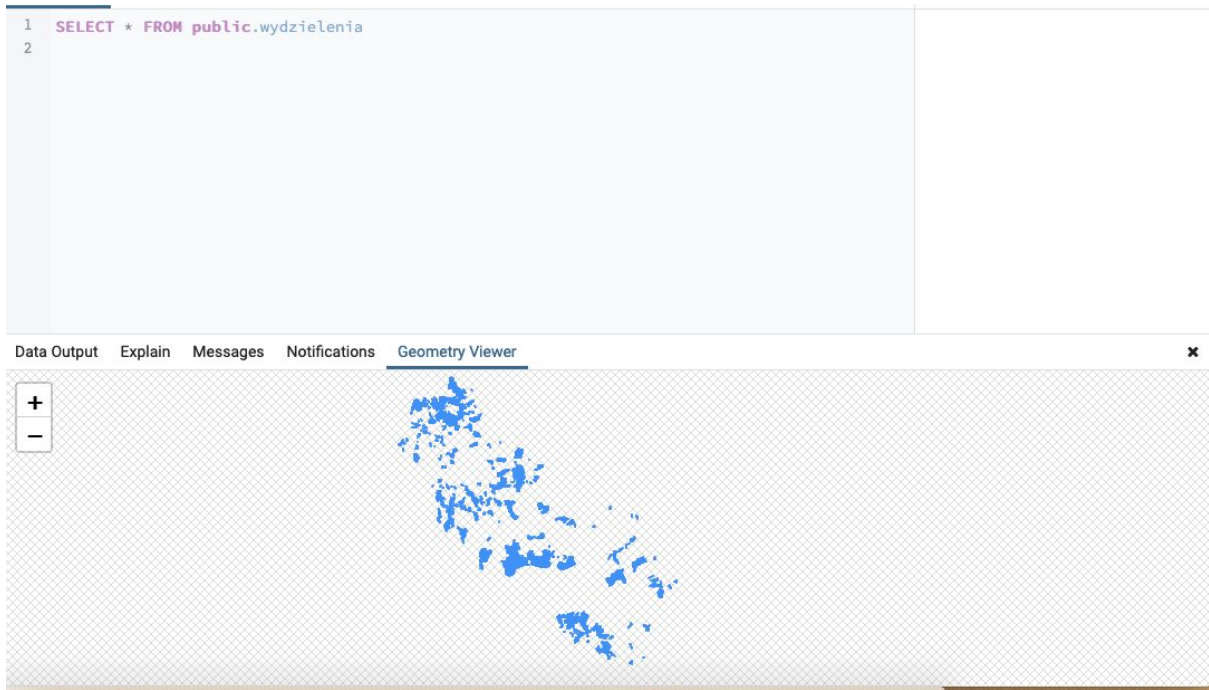 1 SELECT * FROM public.wydzielenia
2
Data Output Explain Messages Notifications Geometry Viewer ×
+
−